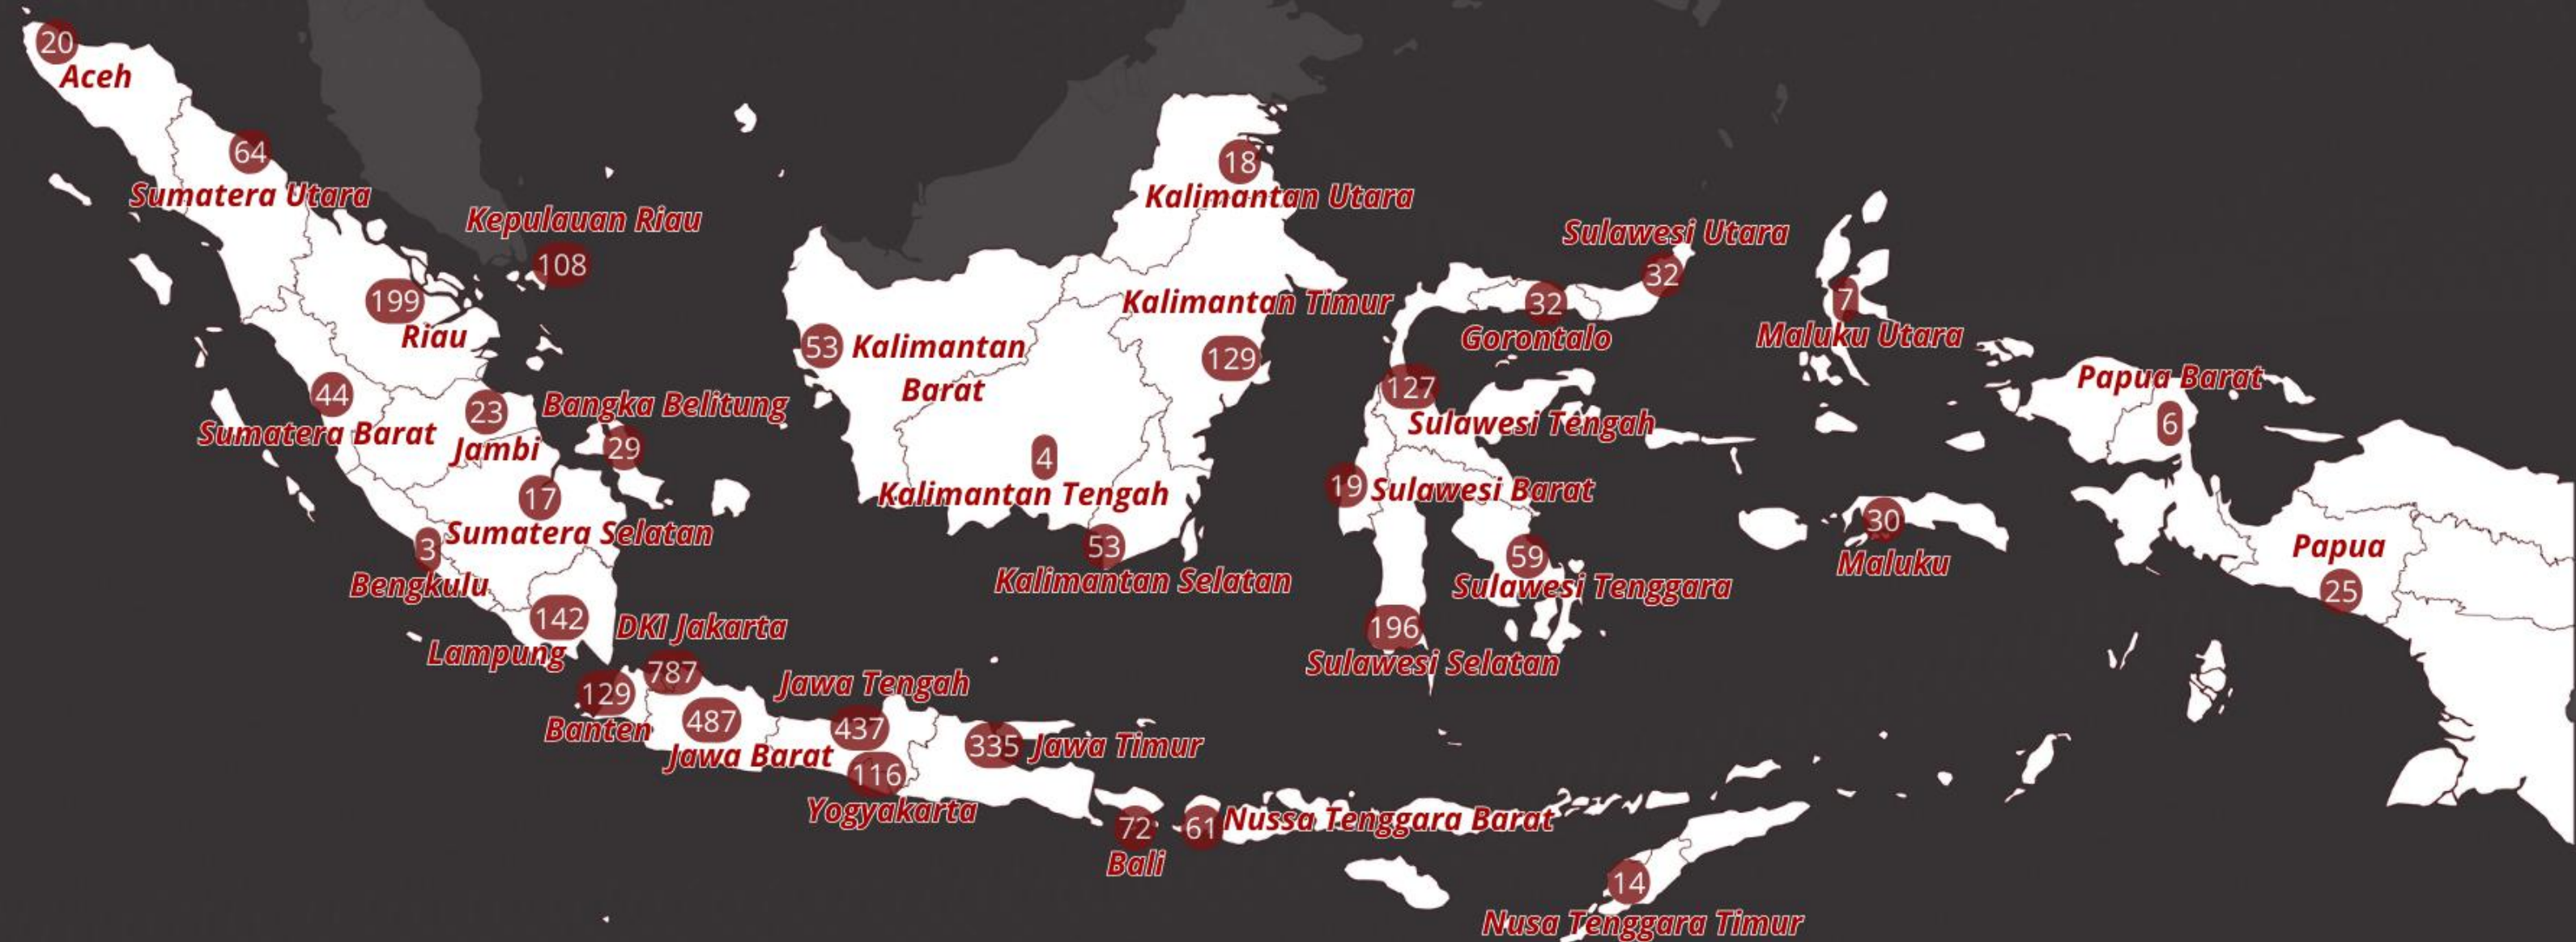 20
Aceh
64
Sumatera Utara
Kepulauan Riau
108
199
Riau
44
Sumatera Barat
23
Jambi
Bangka Belitung
29
17
Sumatera Selatan
3
Bengkulu
142
Lampung
DKI Jakarta
787
129
Banten
487
Jawa Barat
Jawa Tengah
437
116
Yogyakarta
335
Jawa Timur
72
Bali
61
Nussa Tenggara Barat
14
Nusa Tenggara Timur
18
Kalimantan Utara
Kalimantan Timur
129
53
Kalimantan
Barat
4
Kalimantan Tengah
53
Kalimantan Selatan
Sulawesi Utara
32
32
Gorontalo
127
Sulawesi Tengah
19
Sulawesi Barat
59
Sulawesi Tenggara
196
Sulawesi Selatan
7
Maluku Utara
30
Maluku
Papua Barat
6
Papua
25